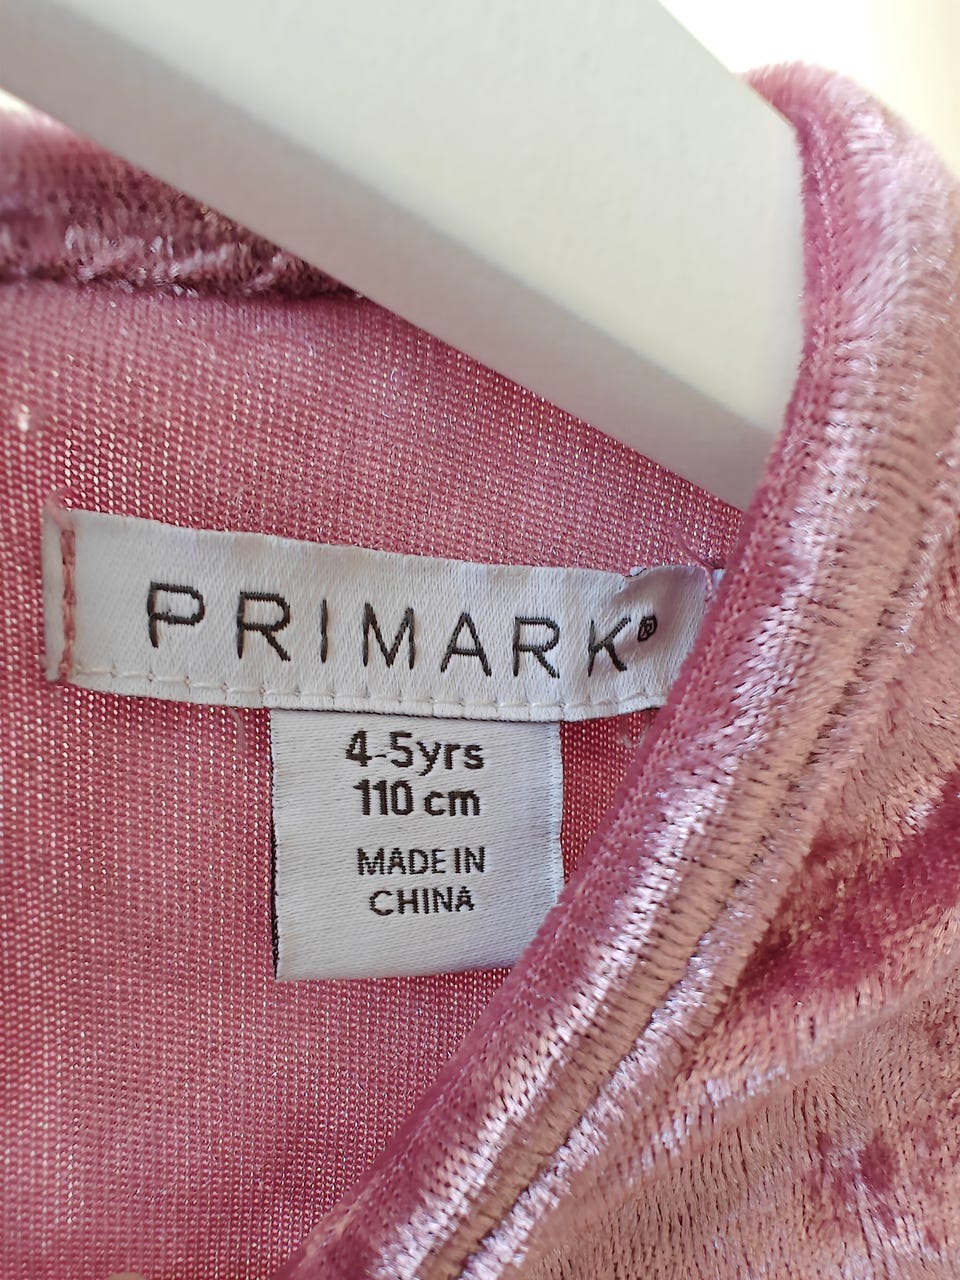 PRIMARK®
4-5yrs
110 cm
MADE IN
CHINA